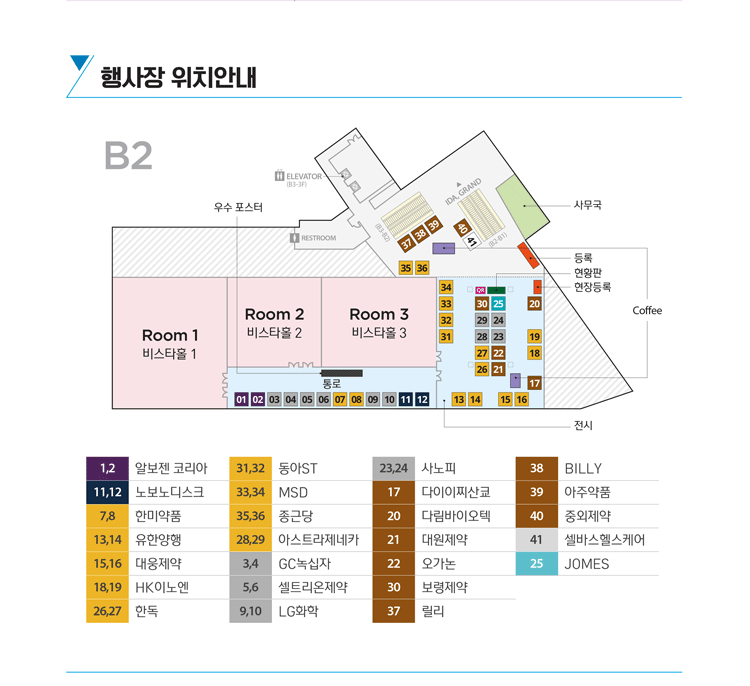 행사장 위치안내
B2
ELEVATOR
(B3-3F)
우수 포스터
RESTROOM
IDA, GRAND
(B3-B2)
(B2-B1)
사무국
등록
현황판
현장등록
Coffee
37 38 39
40
41
35 36
34
33
32
31
QR
30 25
29 24
28 23
27 22
26 21
20
19
18
17
Room 1
비스타홀 1
Room 2
비스타홀 2
Room 3
비스타홀 3
통로
01 02 03 04 05 06 07 08 09 10 11 12
13 14 15 16
전시
1,2 알보젠 코리아
11,12 노보노디스크
7,8 한미약품
13,14 유한양행
15,16 대웅제약
18,19 HK이노엔
26,27 한독
31,32 동아ST
33,34 MSD
35,36 종근당
28,29 아스트라제네카
3,4 GC녹십자
5,6 셀트리온제약
9,10 LG화학
23,24 사노피
17 다이이찌산쿄
20 다림바이오텍
21 대원제약
22 오가논
30 보령제약
37 릴리
38 BILLY
39 아주약품
40 중외제약
41 셀바스헬스케어
25 JOMES